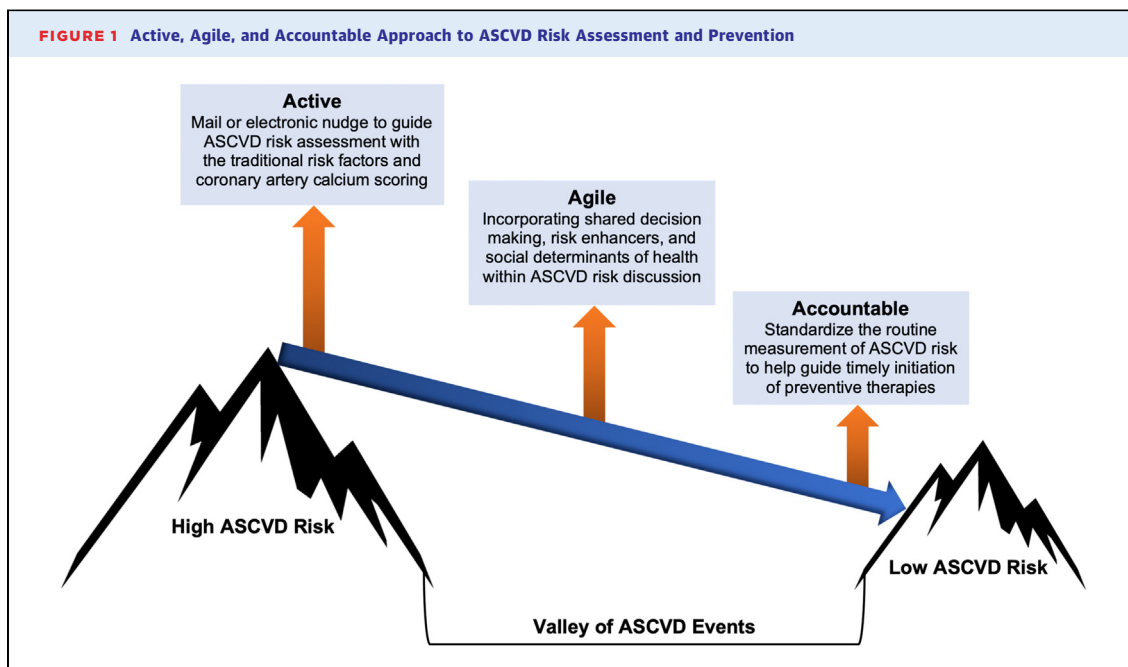 FIGURE 1 Active, Agile, and Accountable Approach to ASCVD Risk Assessment and Prevention
Active
Mail or electronic nudge to guide
ASCVD risk assessment with
the traditional risk factors and
coronary artery calcium scoring
Agile
Incorporating shared decision
making, risk enhancers, and
social determinants of health
within ASCVD risk discussion
Accountable
Standardize the routine
measurement of ASCVD risk
to help guide timely initiation
of preventive therapies
High ASCVD Risk
Low ASCVD Risk
Valley of ASCVD Events